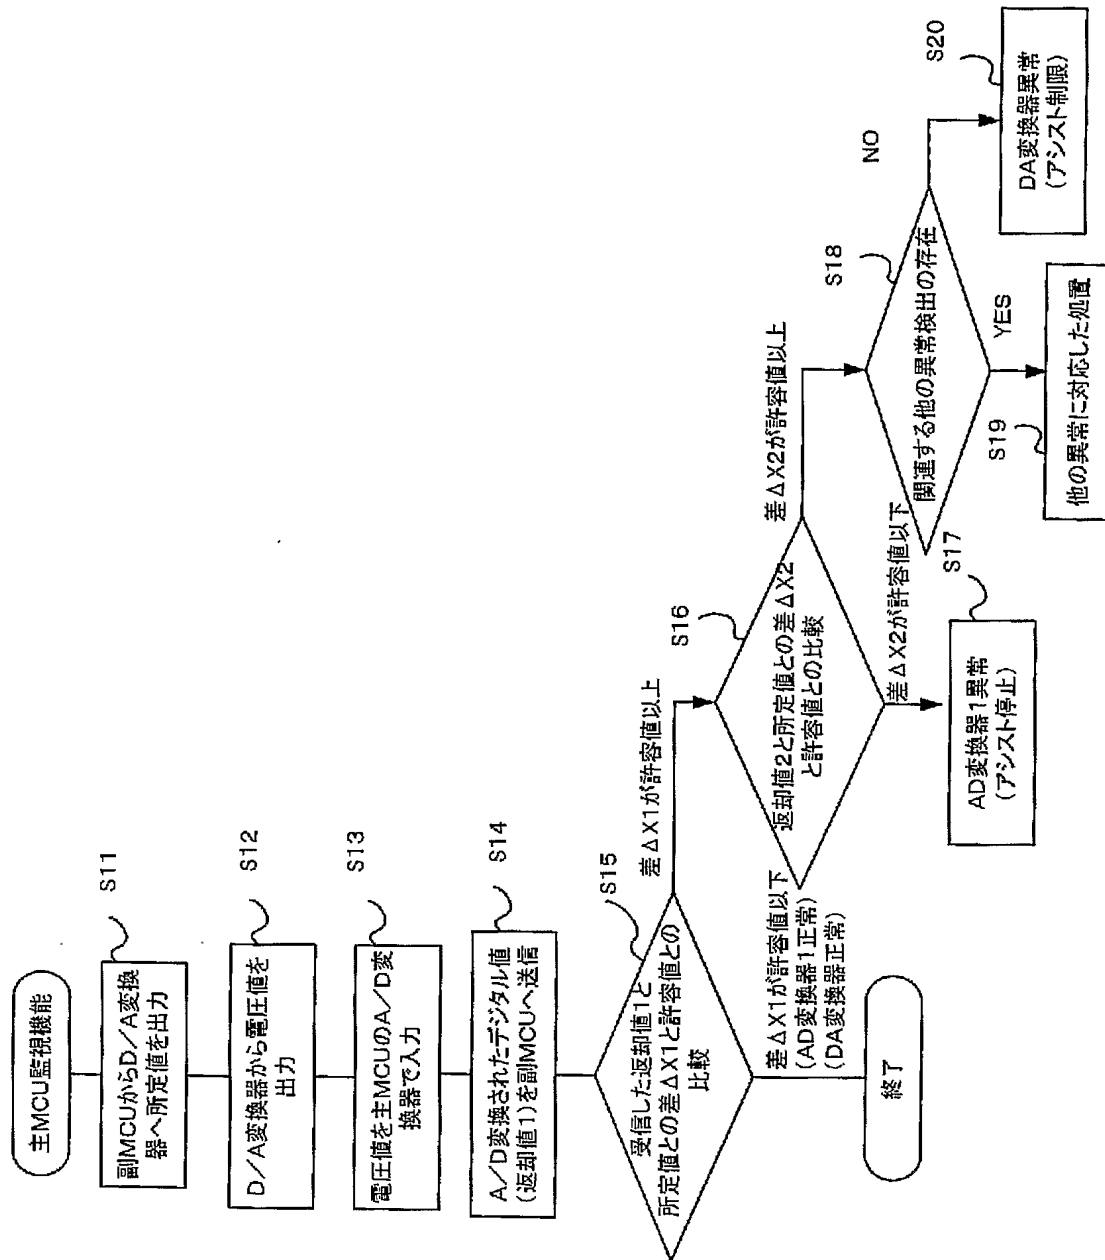 主MCU監視機能
S11
副MCUからD/A変換
器へ所定値を出力
S12
D/A変換器から電圧値を
出力
S13
電圧値を主MCUのA/D変
換器で入力
S14
A/D変換されたデジタル値
(返却値1)を副MCUへ送信
S15
受信した返却値1と
所定値との差ΔX1と許容値との
比較
差ΔX1が許容値以上
差ΔX1が許容値以下
(AD変換器1正常)
(DA変換器正常)
終了
S16
返却値2と所定値との差ΔX2
と許容値との比較
差ΔX2が許容値以上
差ΔX2が許容値以下
S17
AD変換器1異常
(アシスト停止)
S18
関連する他の異常検出の存在
NO
YES
S19
他の異常に対応した処置
S20
DA変換器異常
(アシスト制限)